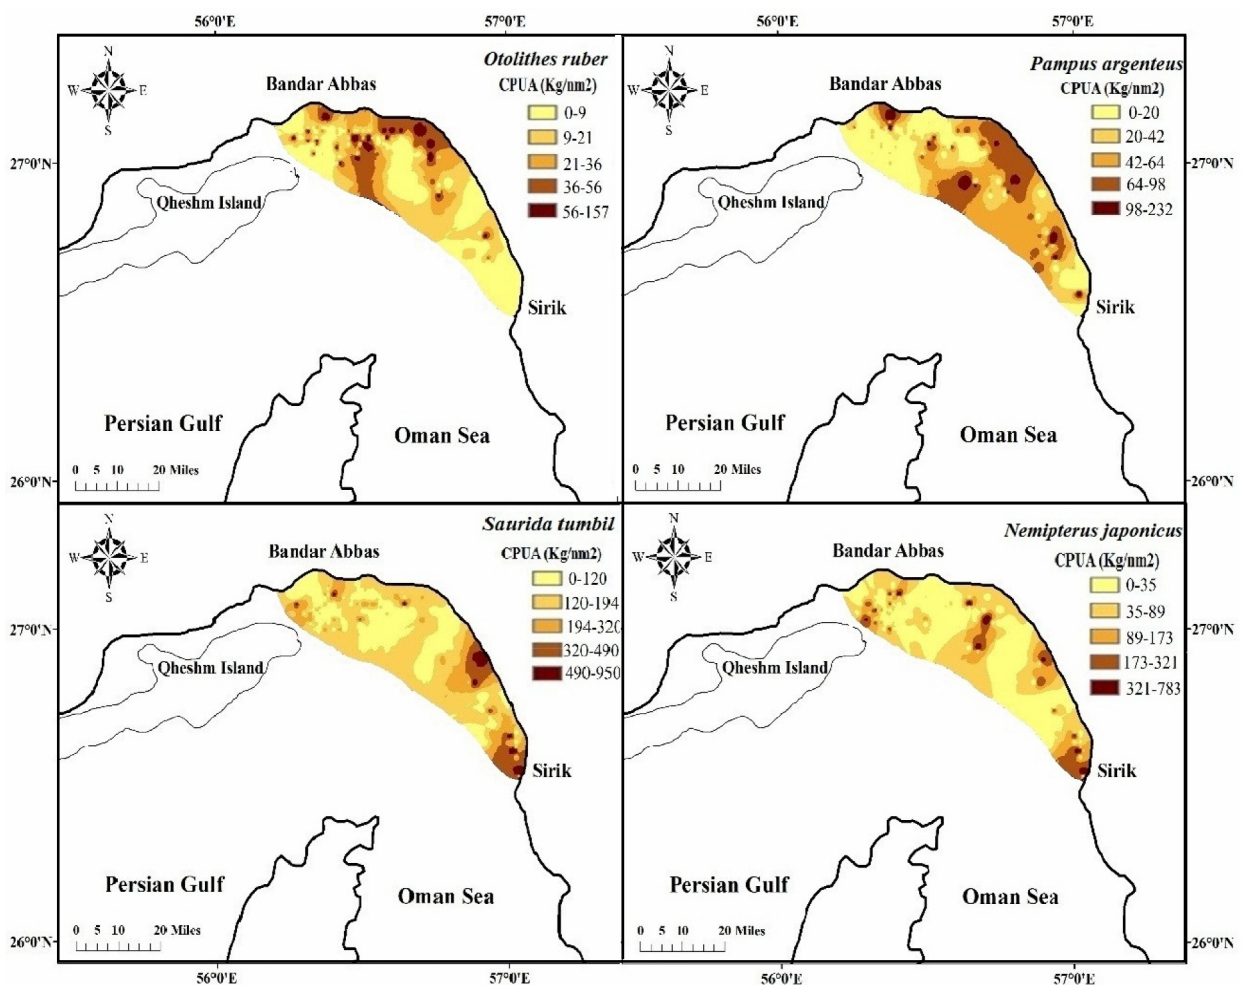 56°0'E 57°0'E 56°0'E 57°0'E
N
W E
S
Otolithes ruber
CPUA (Kg/nm2)
0-9
9-21
21-36
36-56
56-157
Bandar Abbas
27°0'N
Qheshm Island
Sirik
Persian Gulf
Oman Sea
0 5 10 20 Miles
26°0'N
N
W E
S
Pampus argenteus
CPUA (Kg/nm2)
0-20
20-42
42-64
64-98
98-232
Bandar Abbas
27°0'N
Qheshm Island
Sirik
Persian Gulf
Oman Sea
0 5 10 20 Miles
26°0'N
N
W E
S
Saurida tumbil
CPUA (Kg/nm2)
0-120
120-194
194-320
320-490
490-950
Bandar Abbas
27°0'N
Qheshm Island
Sirik
Persian Gulf
Oman Sea
0 5 10 20 Miles
26°0'N
N
W E
S
Nemipterus japonicus
CPUA (Kg/nm2)
0-35
35-89
89-173
173-321
321-783
Bandar Abbas
27°0'N
Qheshm Island
Sirik
Persian Gulf
Oman Sea
0 5 10 20 Miles
26°0'N
56°0'E 57°0'E 56°0'E 57°0'E